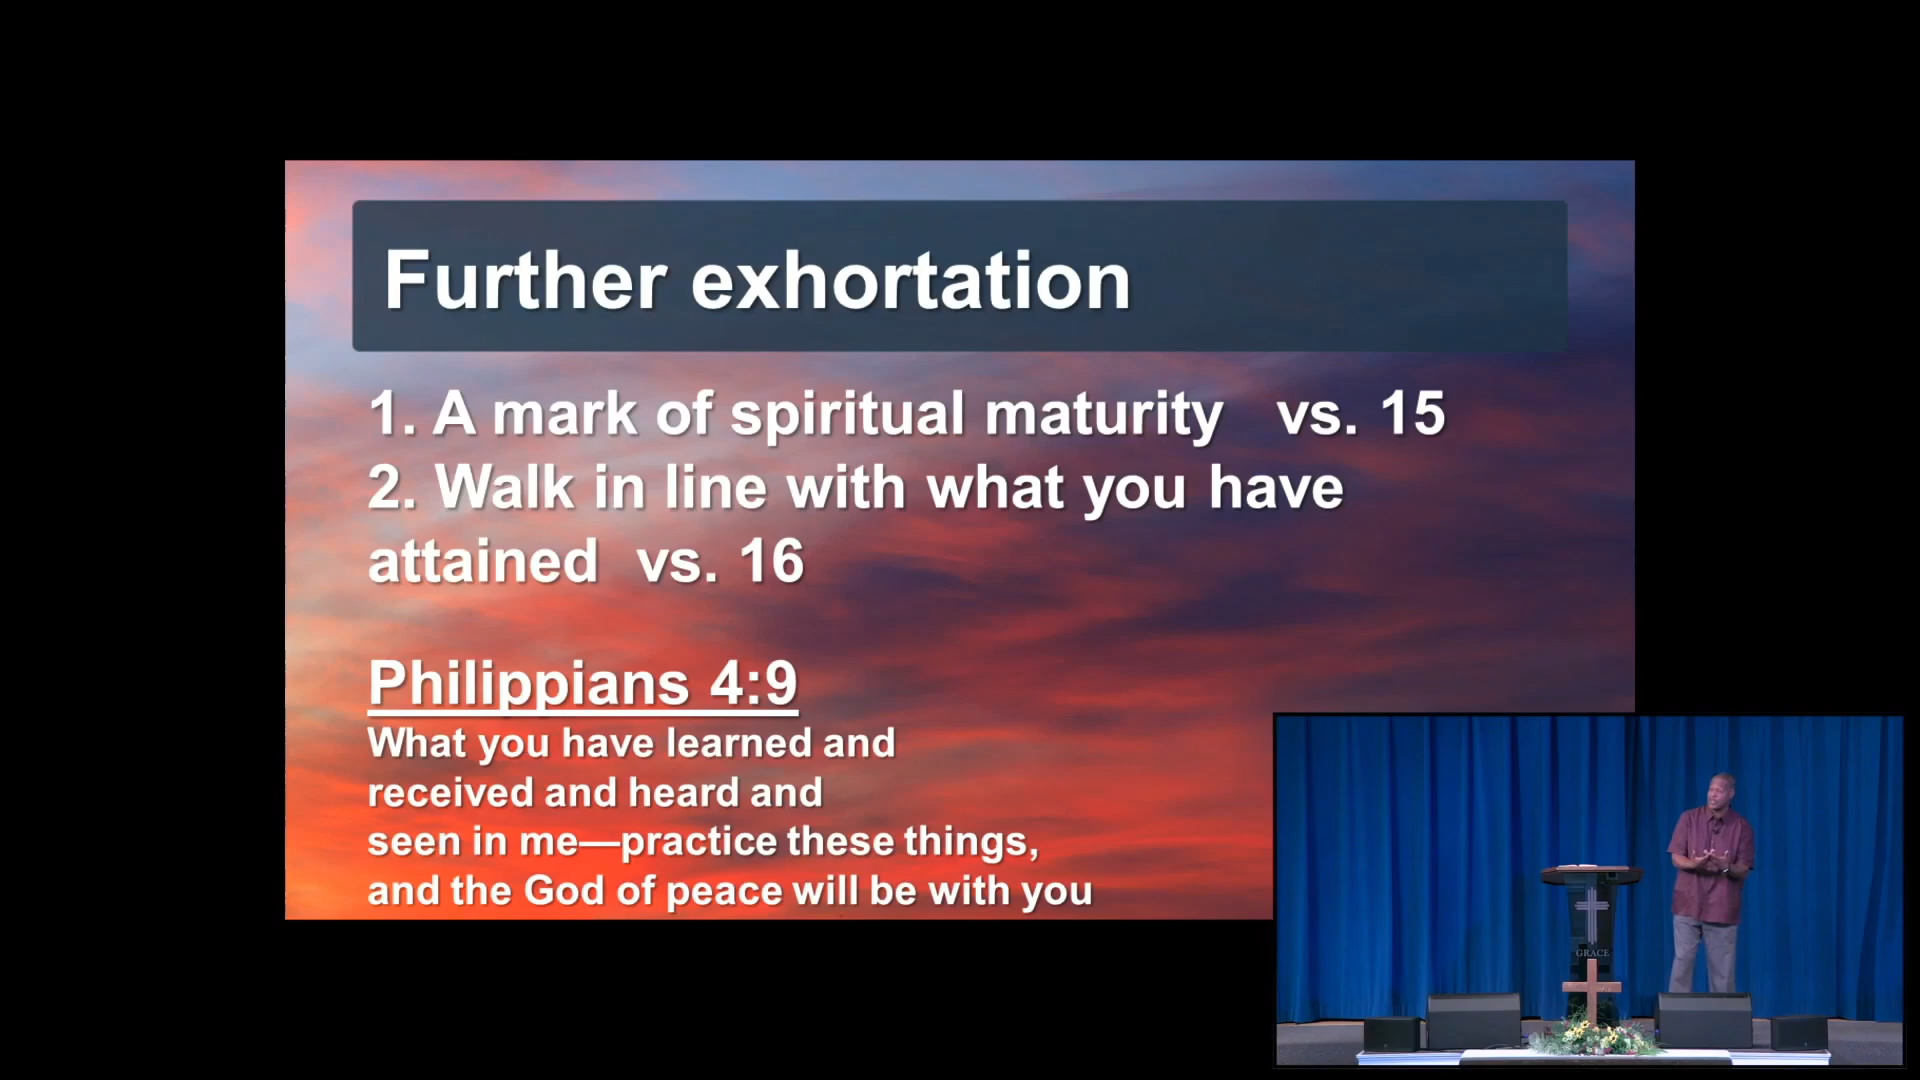 Further exhortation
1. A mark of spiritual maturity vs. 15
2. Walk in line with what you have
attained vs. 16
Philippians 4:9
What you have learned and
received and heard and
seen in me—practice these things,
and the God of peace will be with you
GRACE